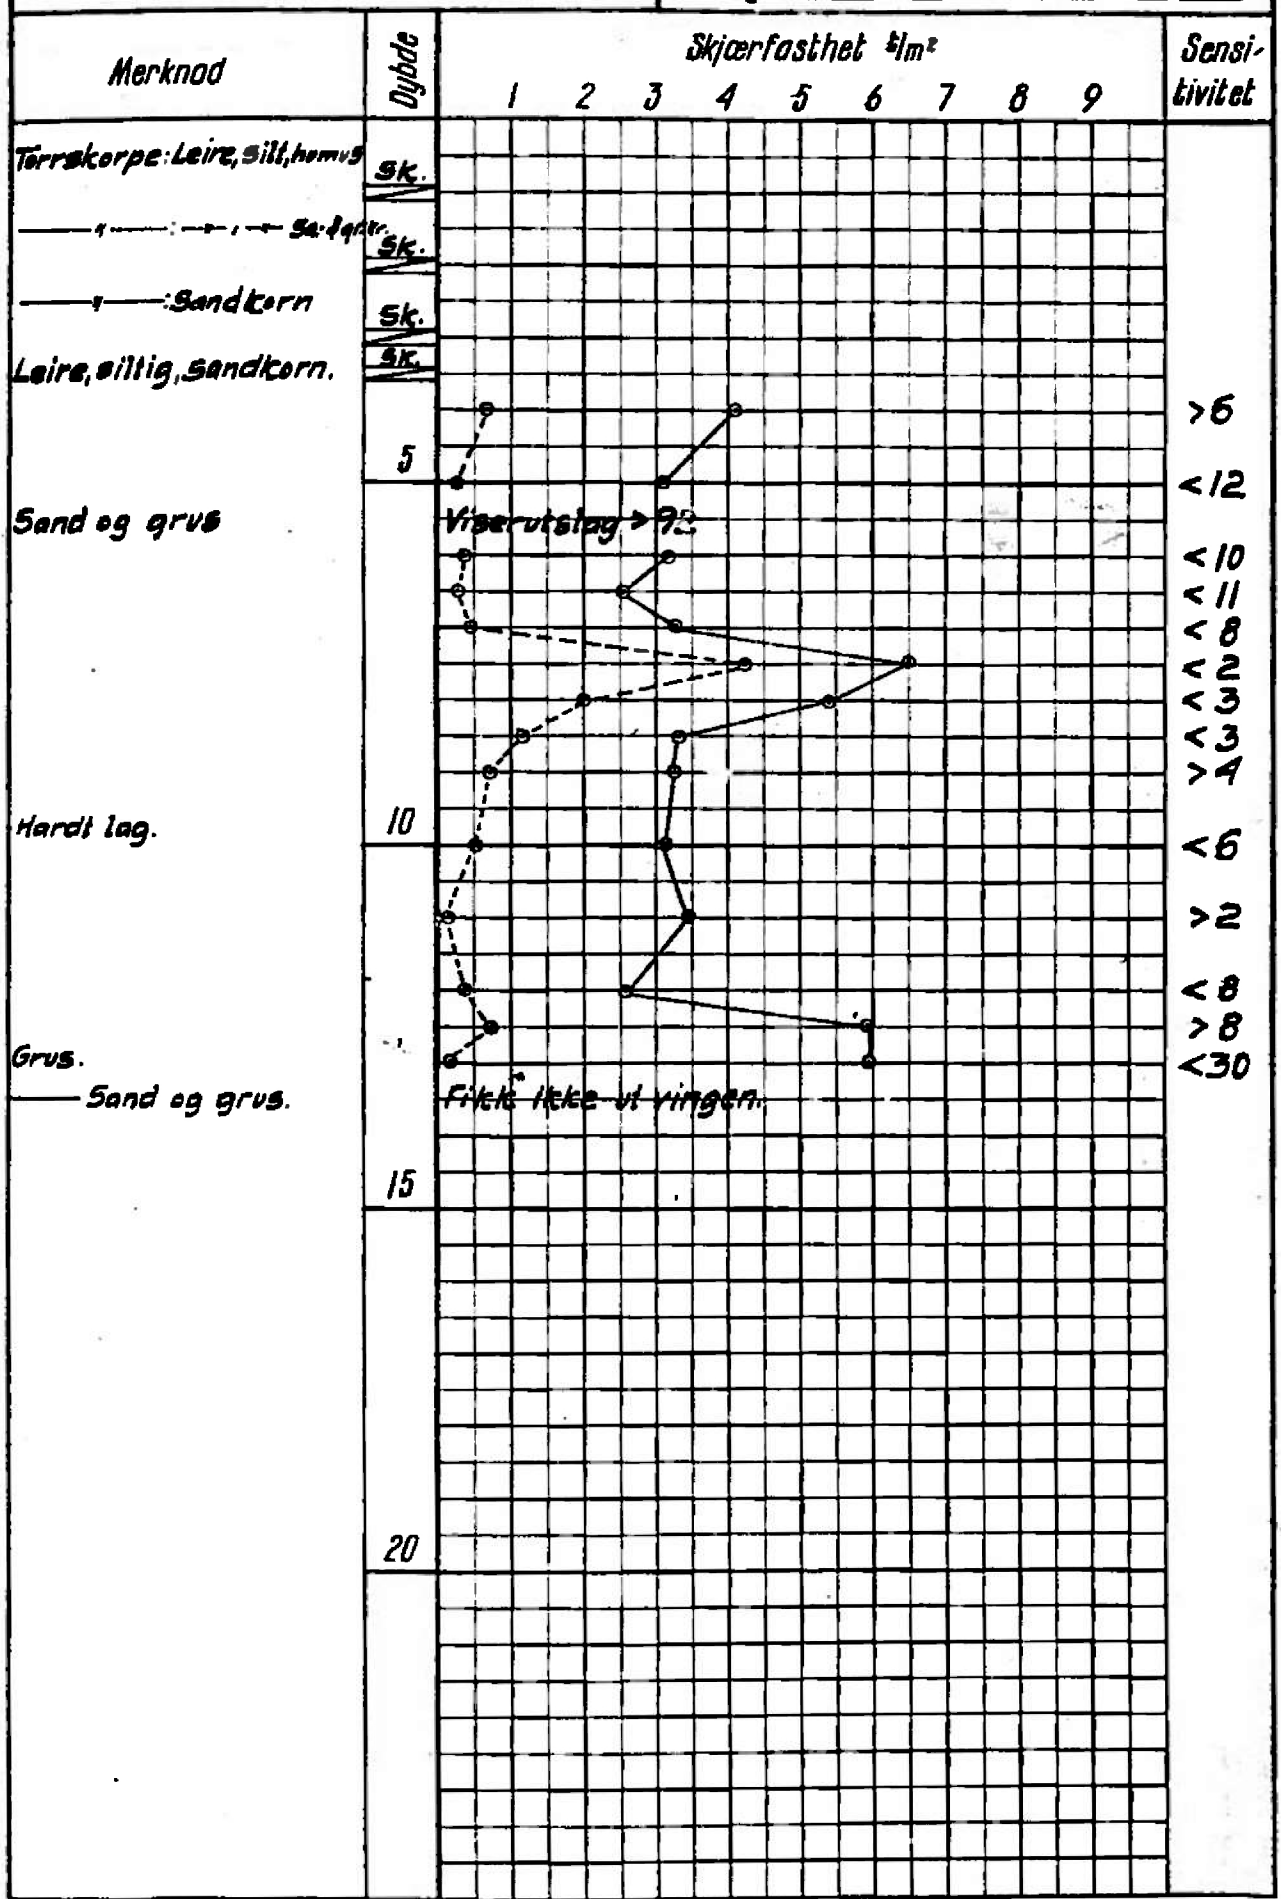 Merknad Dybde Skjærfasthet t/m² Sensi-
tivitet
1 2 3 4 5 6 7 8 9
Tørrskorpe: Leire, silt, humus
Sk.
Sk.
Sandkorn
Sk.
Sk.
Leire, siltig, sandkorn.
>6
5
<12
Sand og grus Viserutslag > 92
<10
<11
<8
<2
<3
<3
>4
Hardt lag. 10
<6
>2
<8
>8
Grus. <30
Sand og grus. Fikk ikke ut vingen.
15
20